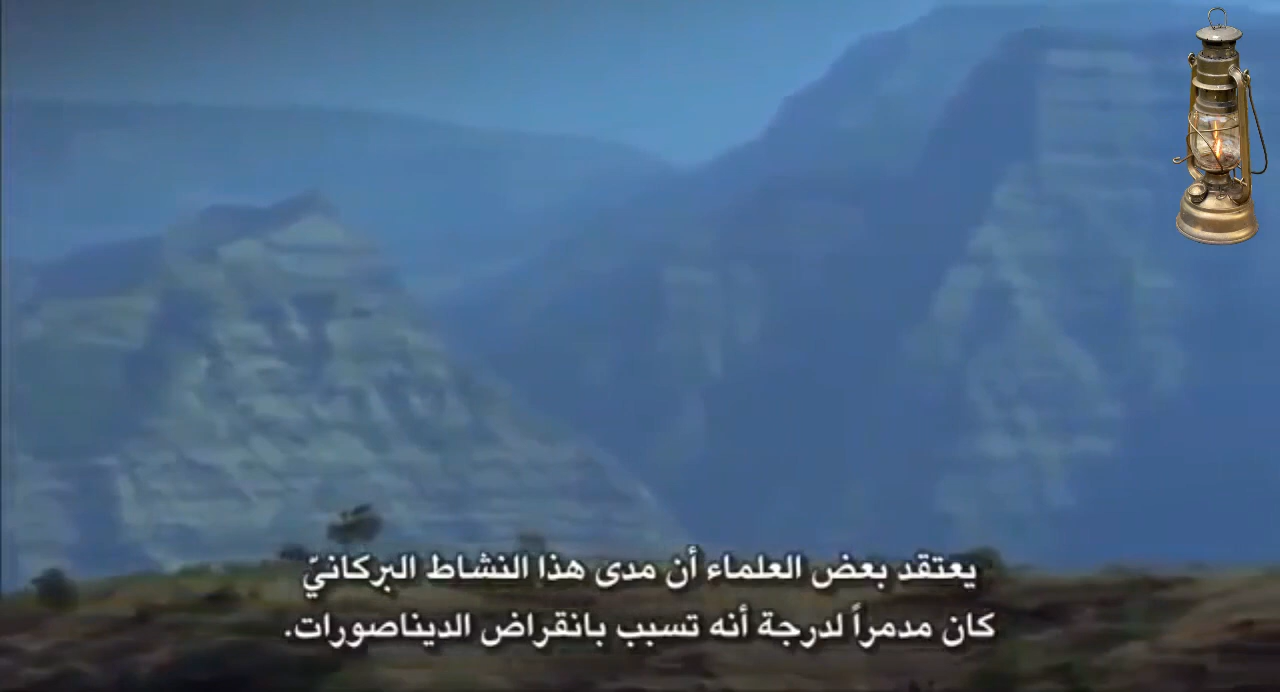 يعتقد بعض العلماء أن مدى هذا النشاط البركانيّ
كان مدمراً لدرجة أنه تسبب بانقراض الديناصورات.